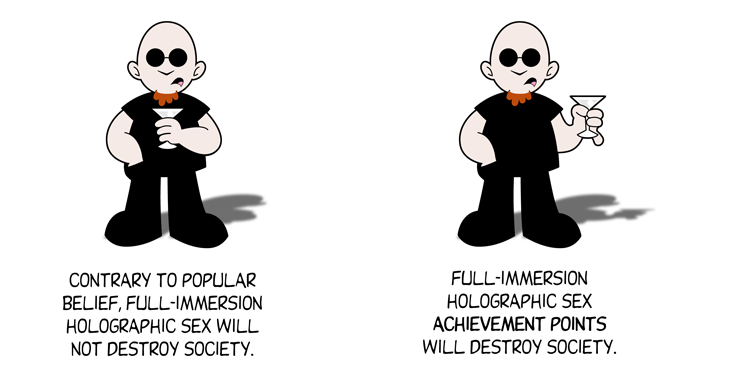 CONTRARY TO POPULAR
BELIEF, FULL-IMMERSION
HOLOGRAPHIC SEX WILL
NOT DESTROY SOCIETY.
FULL-IMMERSION
HOLOGRAPHIC SEX
ACHIEVEMENT POINTS
WILL DESTROY SOCIETY.